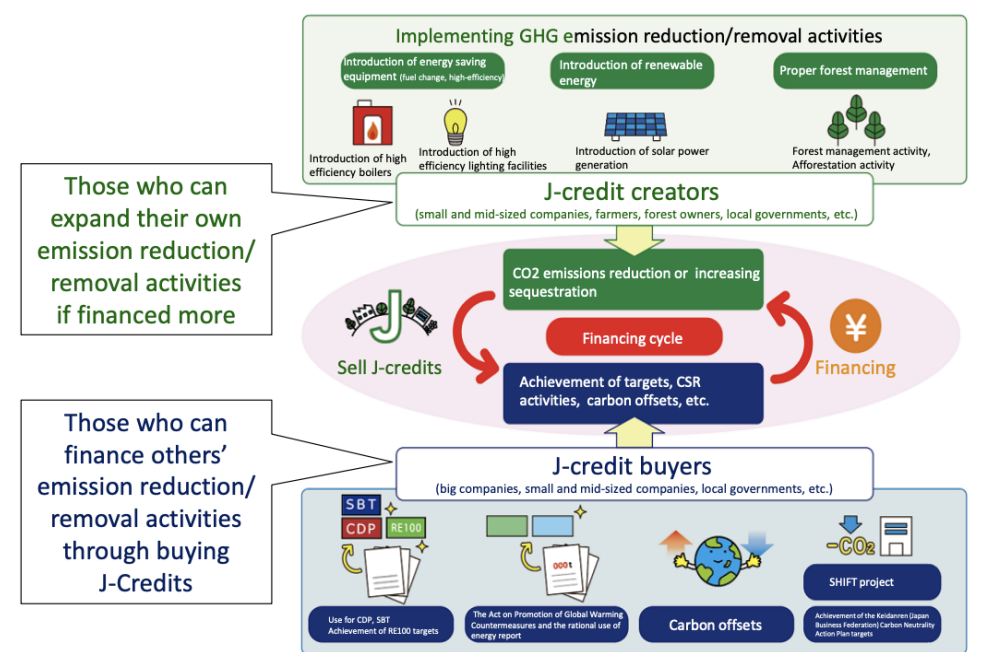 Implementing GHG emission reduction/removal activities
Introduction of energy saving
equipment (fuel change, high-efficiency)
Introduction of renewable
energy
Proper forest management
Introduction of high
efficiency boilers
Introduction of high
efficiency lighting facilities
Introduction of solar power
generation
Forest management activity,
Afforestation activity
J-credit creators
(small and mid-sized companies, farmers, forest owners, local governments, etc.)
Those who can
expand their own
emission reduction/
removal activities
if financed more
CO2 emissions reduction or increasing
sequestration
J
Sell J-credits
Financing cycle
¥
Financing
Achievement of targets, CSR
activities, carbon offsets, etc.
Those who can
finance others’
emission reduction/
removal activities
through buying
J-Credits
J-credit buyers
(big companies, small and mid-sized companies, local governments, etc.)
SBT
CDP
RE100
000 t
-CO2
SHIFT project
Use for CDP, SBT
Achievement of RE100 targets
The Act on Promotion of Global Warming
Countermeasures and the rational use of
energy report
Carbon offsets
Achievement of the Keidanren (Japan
Business Federation) Carbon Neutrality
Action Plan targets